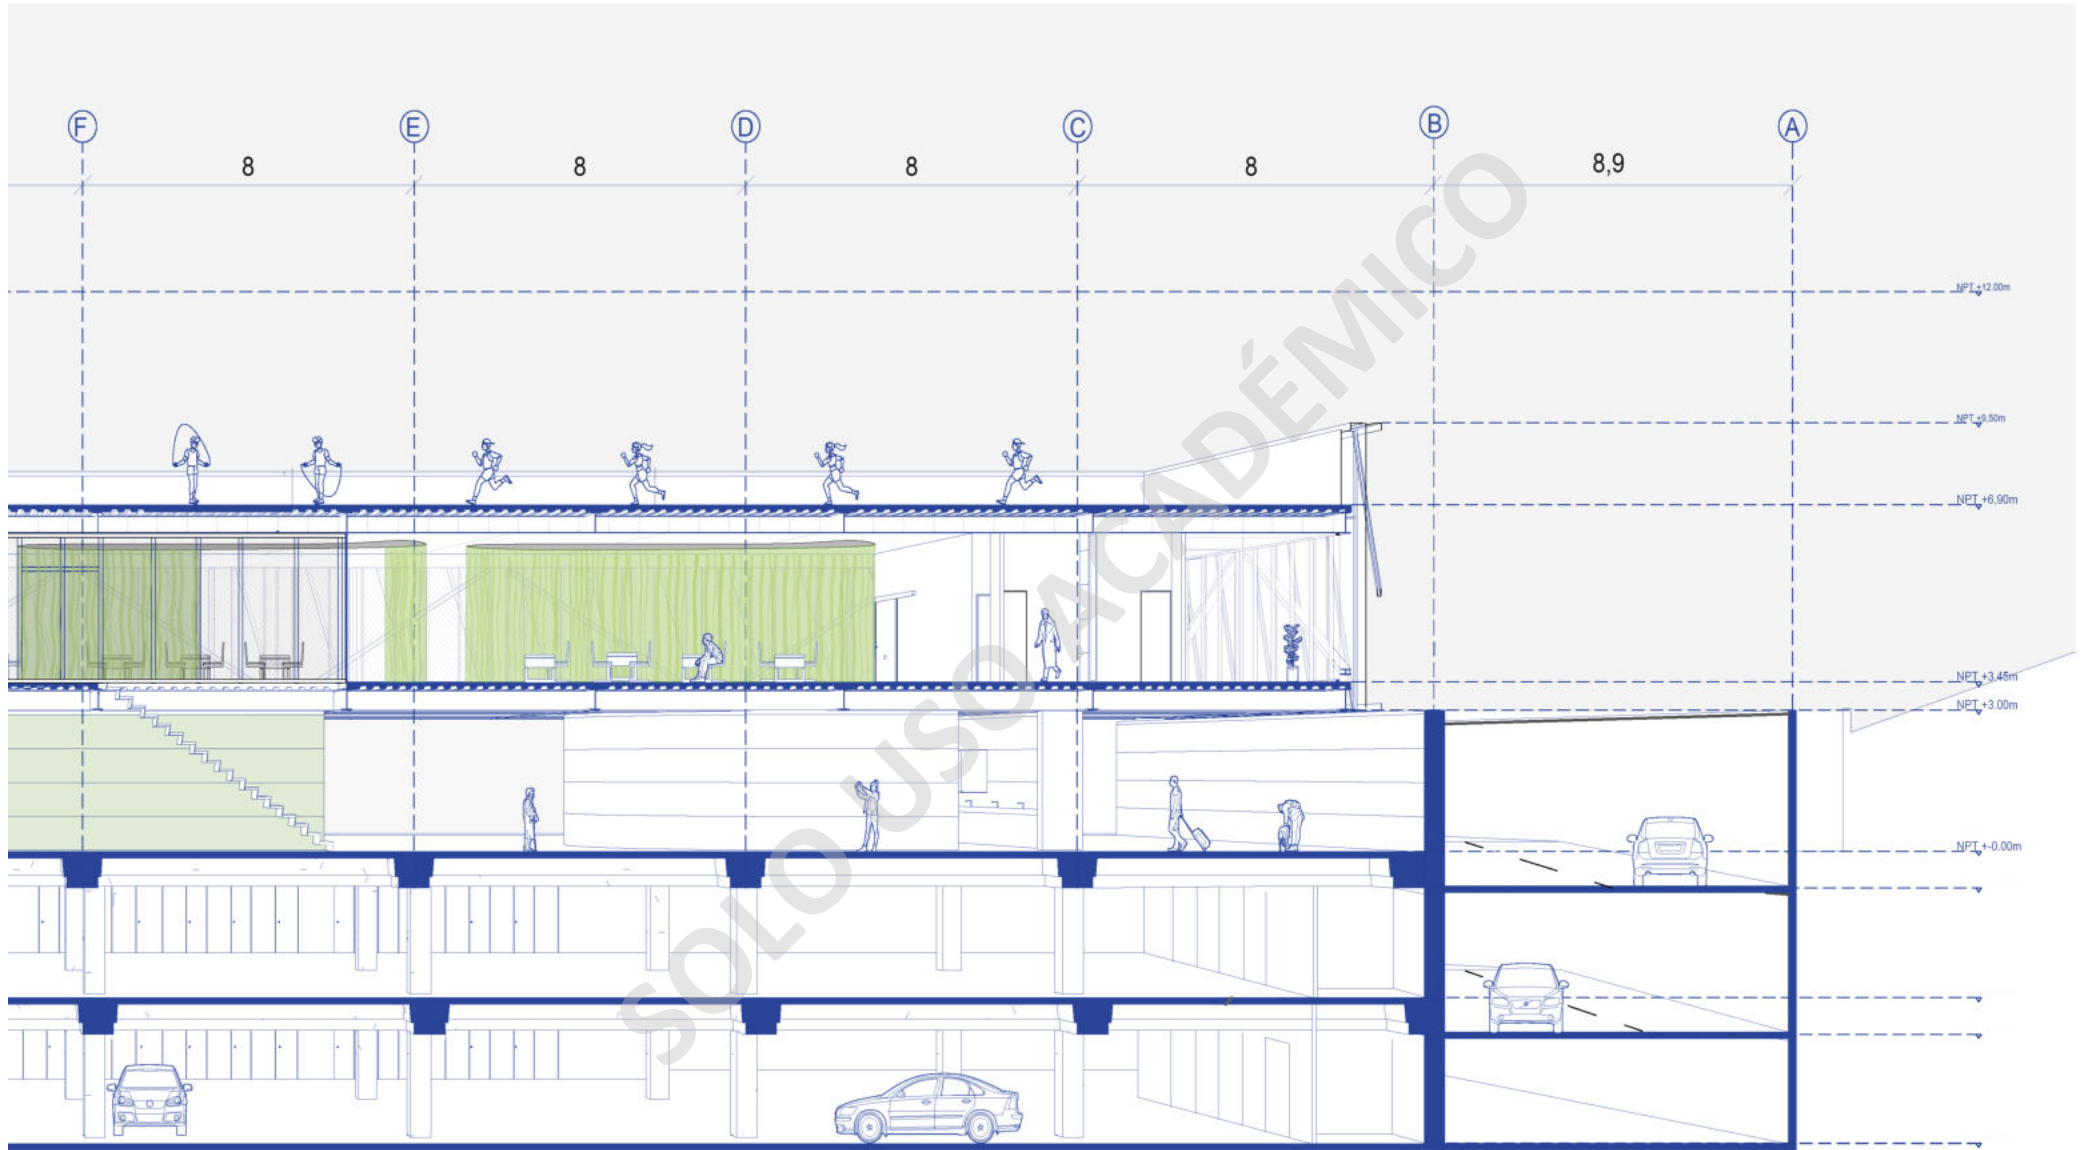 F E D C B A
8 8 8 8 8,9
NPT +12.00m
NPT +9,50m
NPT +6,90m
NPT +3.45m
NPT +3.00m
NPT +-0.00m
SOLO USO ACADÉMICO